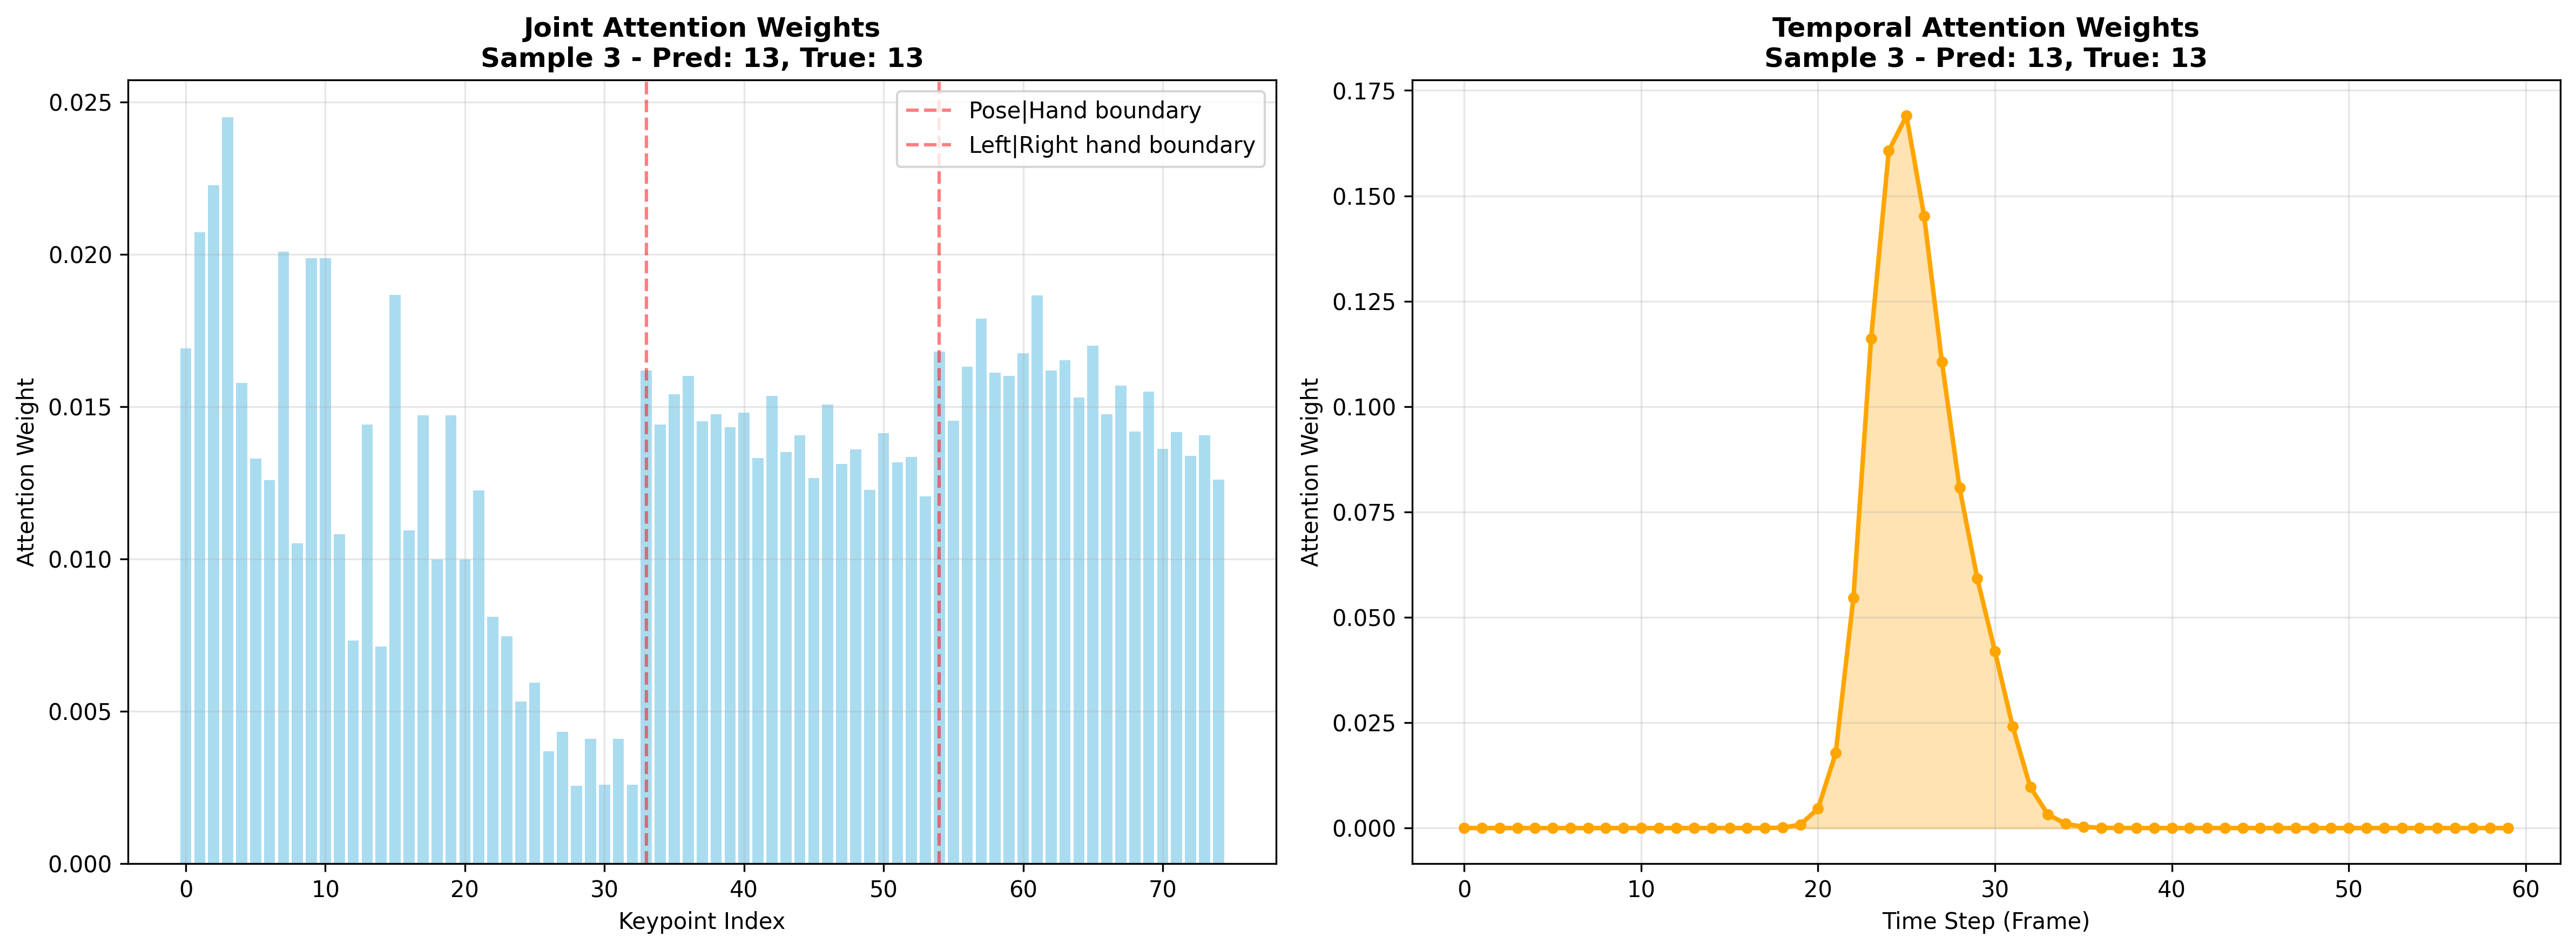 Joint Attention Weights
Sample 3 - Pred: 13, True: 13
0.025
0.020
0.015
0.010
0.005
0.000
Attention Weight
Pose|Hand boundary
Left|Right hand boundary
0 10 20 30 40 50 60 70
Keypoint Index
Temporal Attention Weights
Sample 3 - Pred: 13, True: 13
0.175
0.150
0.125
0.100
0.075
0.050
0.025
0.000
Attention Weight
0 10 20 30 40 50 60
Time Step (Frame)